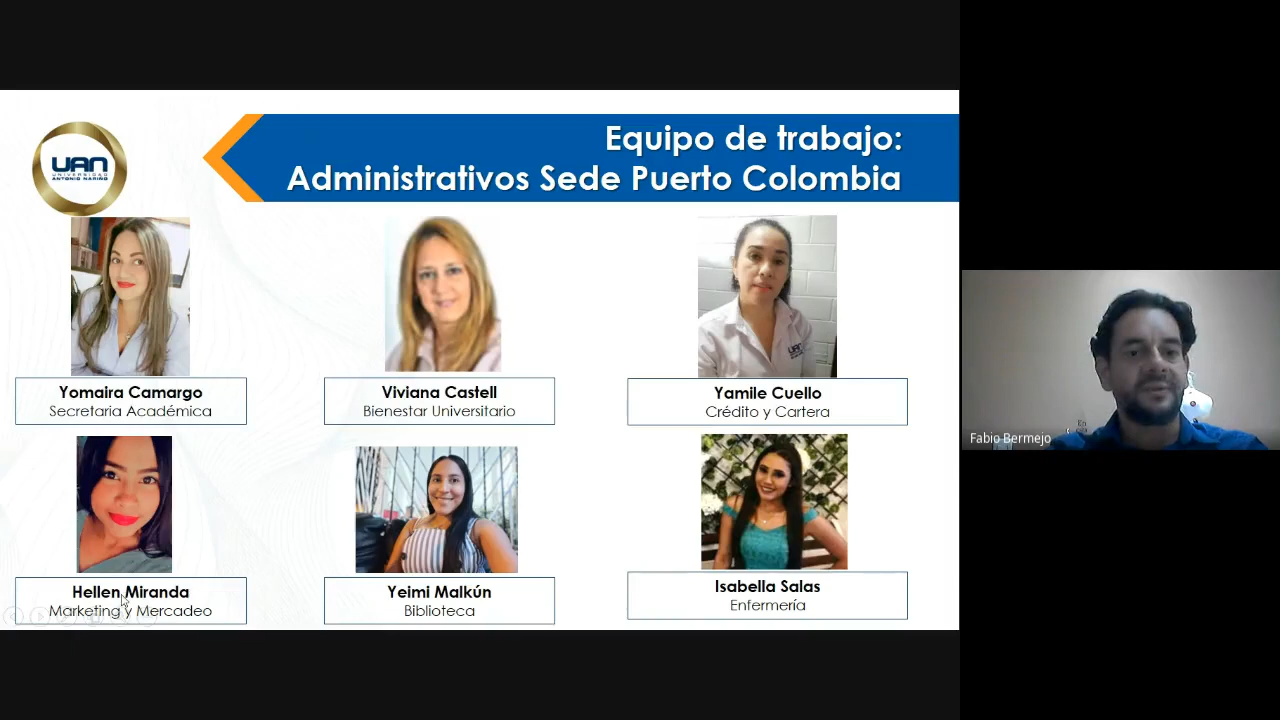 Equipo de trabajo:
Administrativos Sede Puerto Colombia
UAN
UNIVERSIDAD
ANTONIO NARIÑO
UAN
Yomaira Camargo
Secretaria Académica
Viviana Castell
Bienestar Universitario
Yamile Cuello
Crédito y Cartera
Fabio Bermejo
Hellen Miranda
Marketing y Mercadeo
Yeimi Malkún
Biblioteca
Isabella Salas
Enfermería